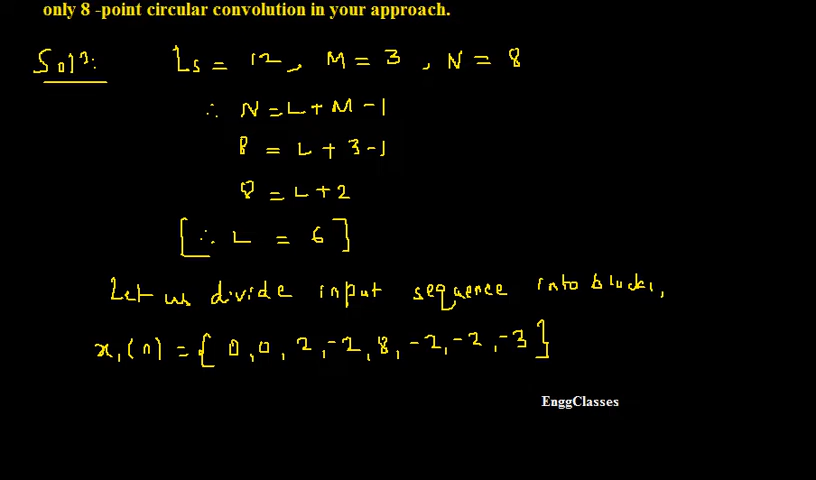 only 8 -point circular convolution in your approach.
Soln: Ls = 12, M = 3, N = 8
∴ N = L + M - 1
8 = L + 3 - 1
8 = L + 2
[∴ L = 6]
Let us divide input sequence into blocks,
x₁(n) = {0, 0, 2, -2, 8, -2, -2, -3}
EnggClasses